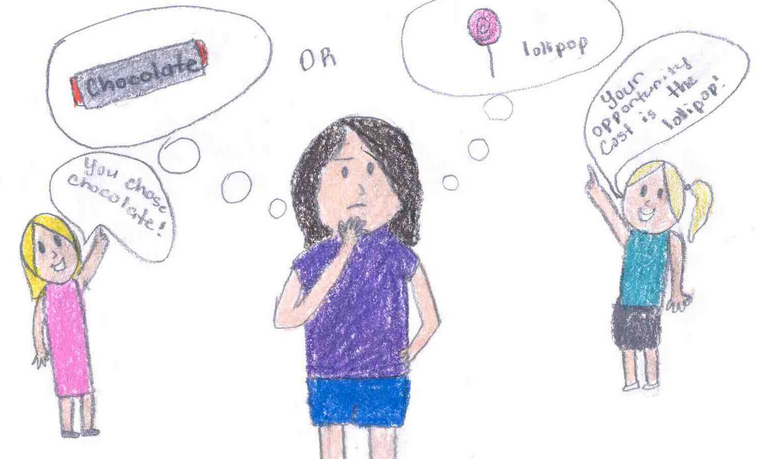 Chocolate
OR
lollipop
You chose
chocolate!
Your
opportunity
cost is the
lollipop!